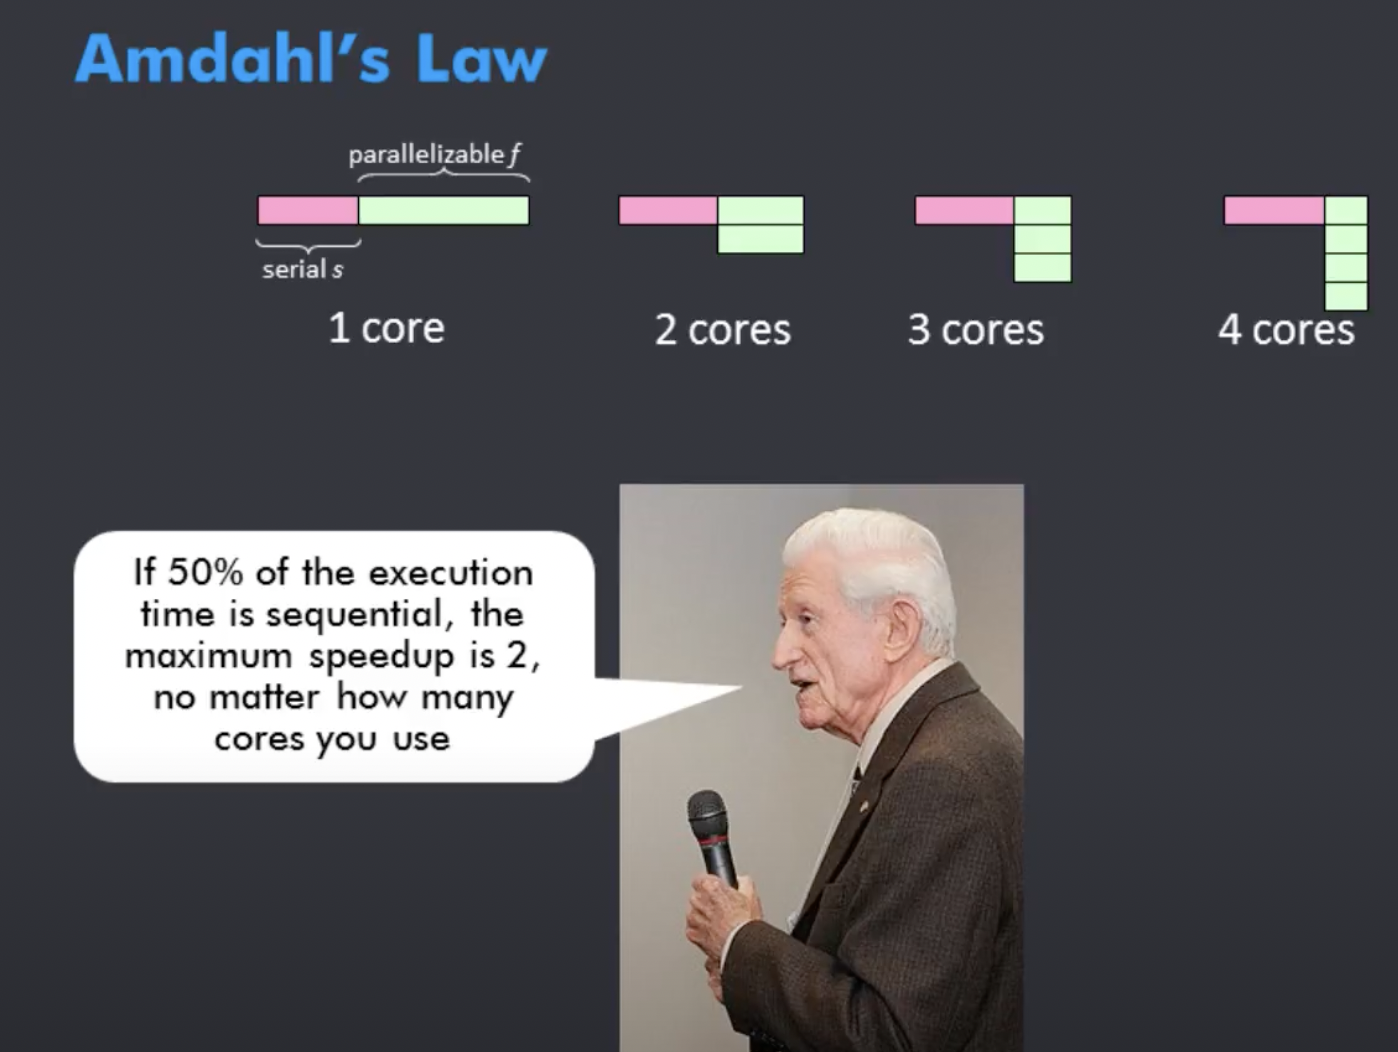 Amdahl’s Law
parallelizable f
serial s
1 core
2 cores
3 cores
4 cores
If 50% of the execution
time is sequential, the
maximum speedup is 2,
no matter how many
cores you use